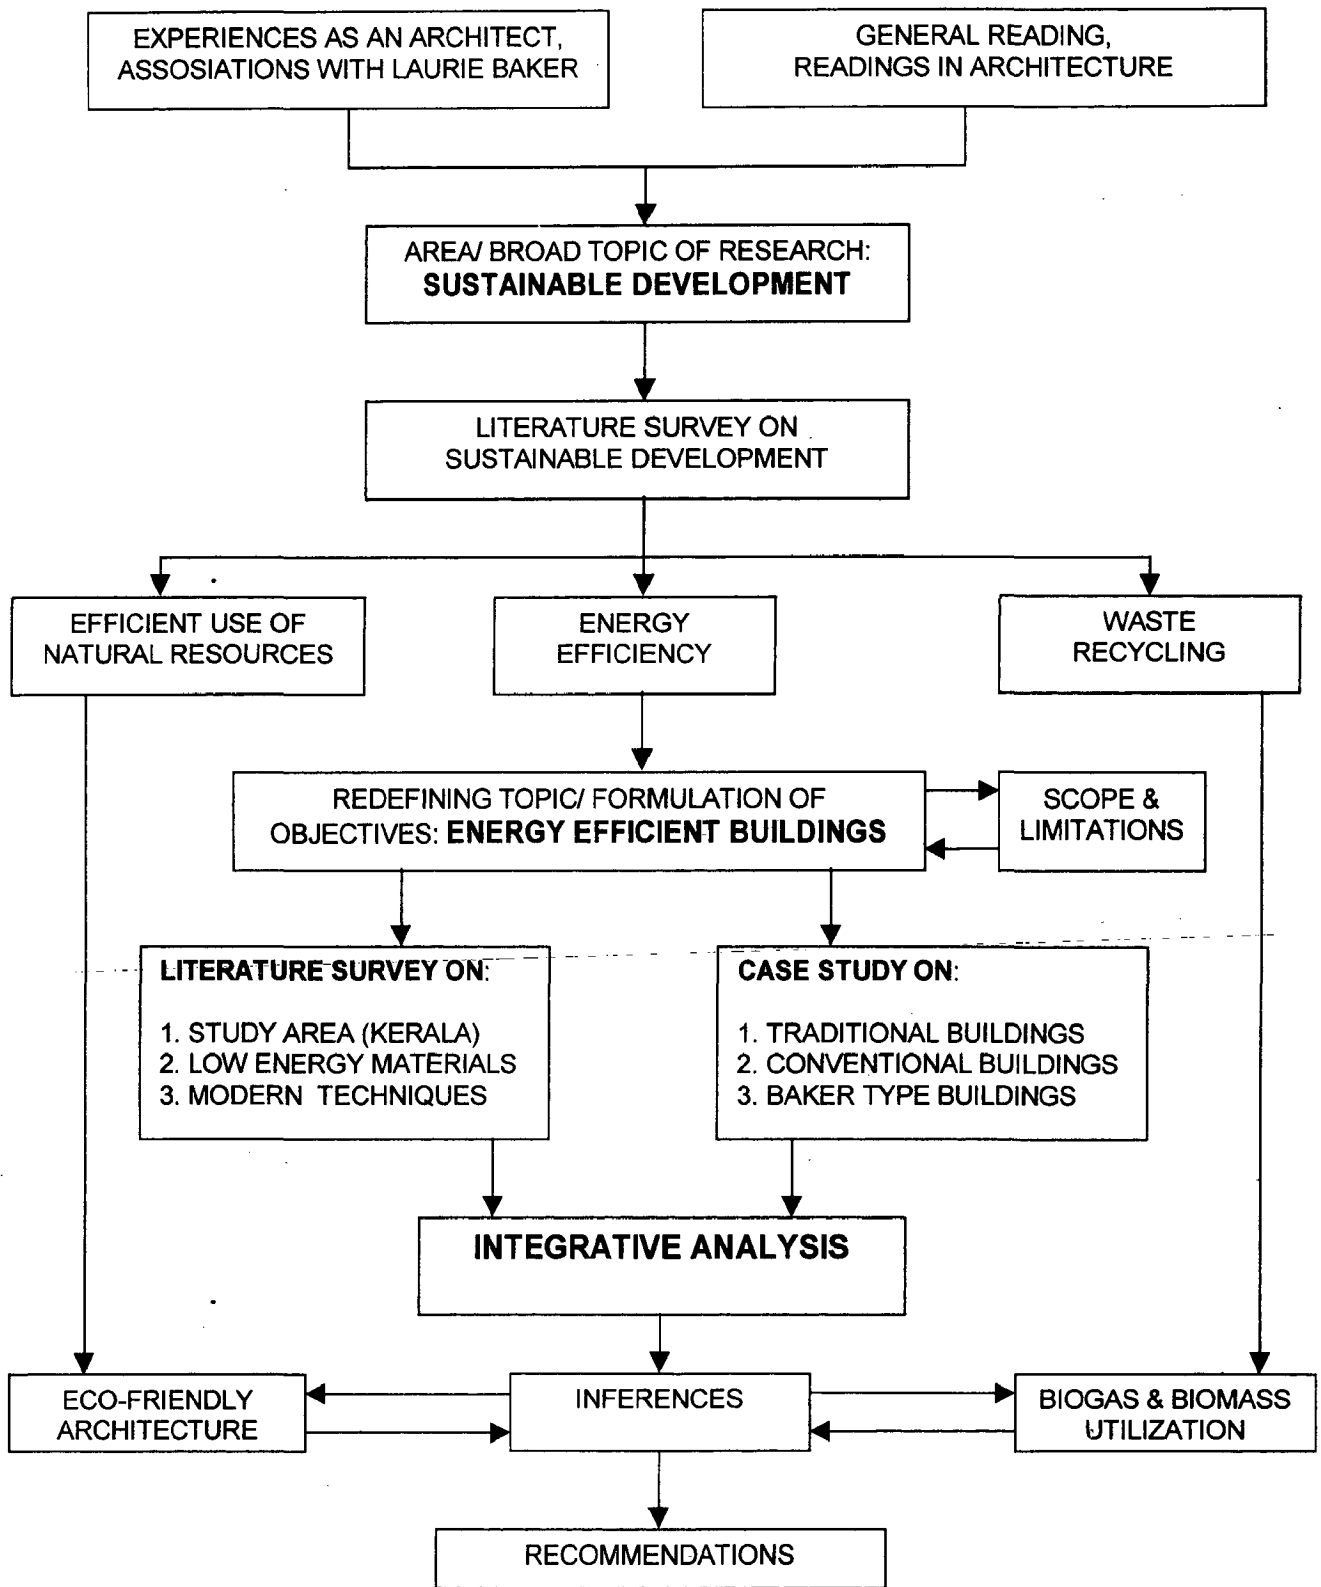 EXPERIENCES AS AN ARCHITECT,
ASSOSIATIONS WITH LAURIE BAKER
GENERAL READING,
READINGS IN ARCHITECTURE
AREA/ BROAD TOPIC OF RESEARCH:
SUSTAINABLE DEVELOPMENT
LITERATURE SURVEY ON
SUSTAINABLE DEVELOPMENT
EFFICIENT USE OF
NATURAL RESOURCES
ENERGY
EFFICIENCY
WASTE
RECYCLING
REDEFINING TOPIC/ FORMULATION OF
OBJECTIVES: ENERGY EFFICIENT BUILDINGS
SCOPE &
LIMITATIONS
LITERATURE SURVEY ON:
1. STUDY AREA (KERALA)
2. LOW ENERGY MATERIALS
3. MODERN TECHNIQUES
CASE STUDY ON:
1. TRADITIONAL BUILDINGS
2. CONVENTIONAL BUILDINGS
3. BAKER TYPE BUILDINGS
INTEGRATIVE ANALYSIS
ECO-FRIENDLY
ARCHITECTURE
INFERENCES
BIOGAS & BIOMASS
UTILIZATION
RECOMMENDATIONS